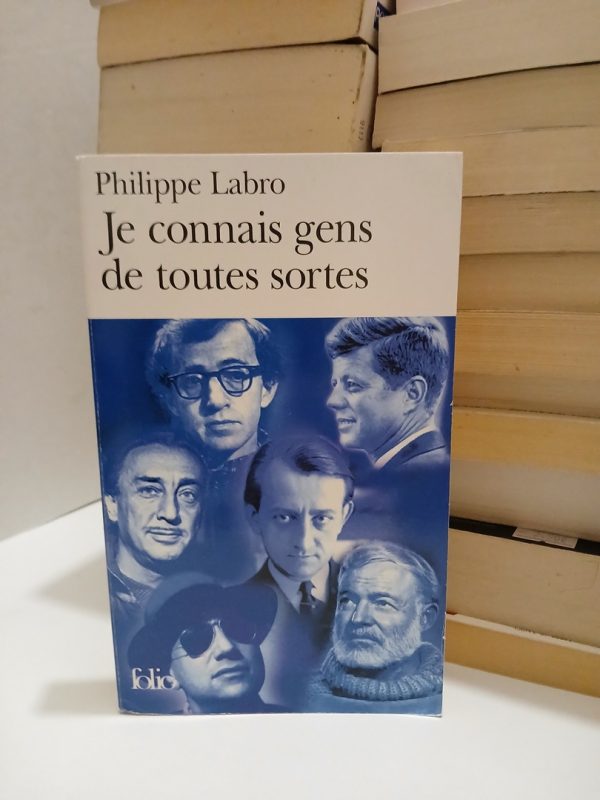 Philippe Labro
Je connais gens
de toutes sortes
folio